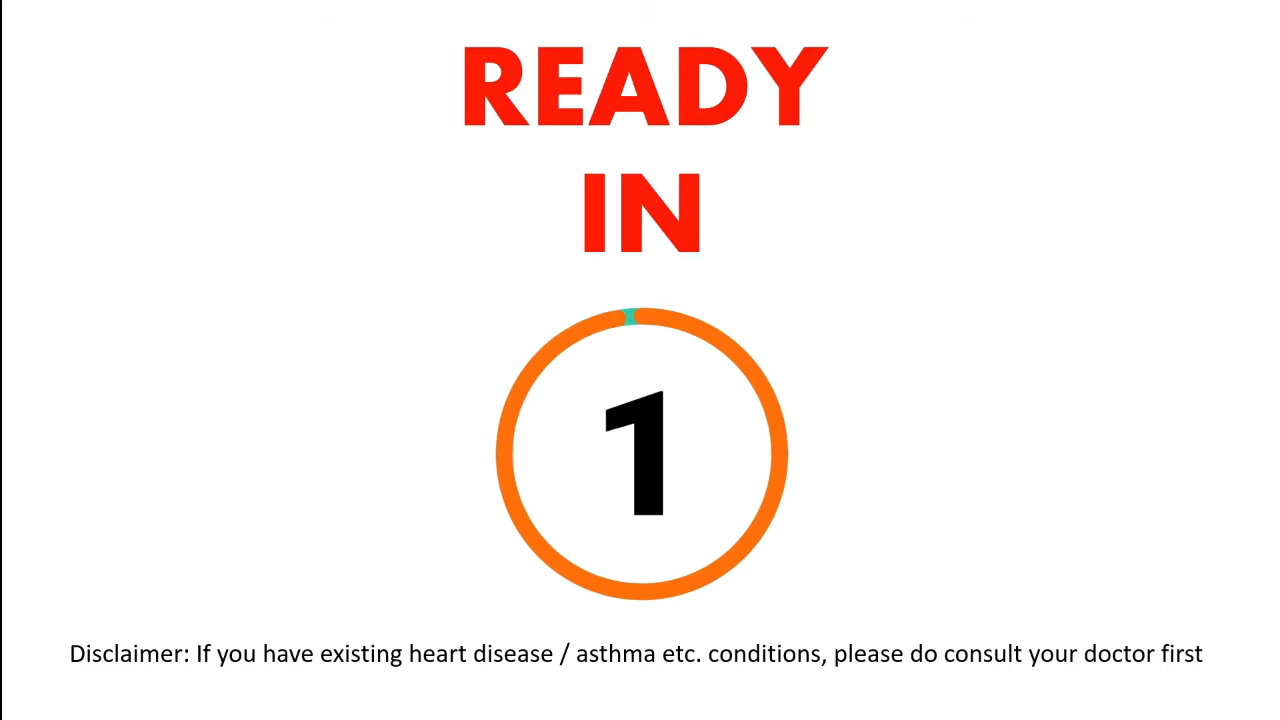 READY
IN
1
Disclaimer: If you have existing heart disease / asthma etc. conditions, please do consult your doctor first